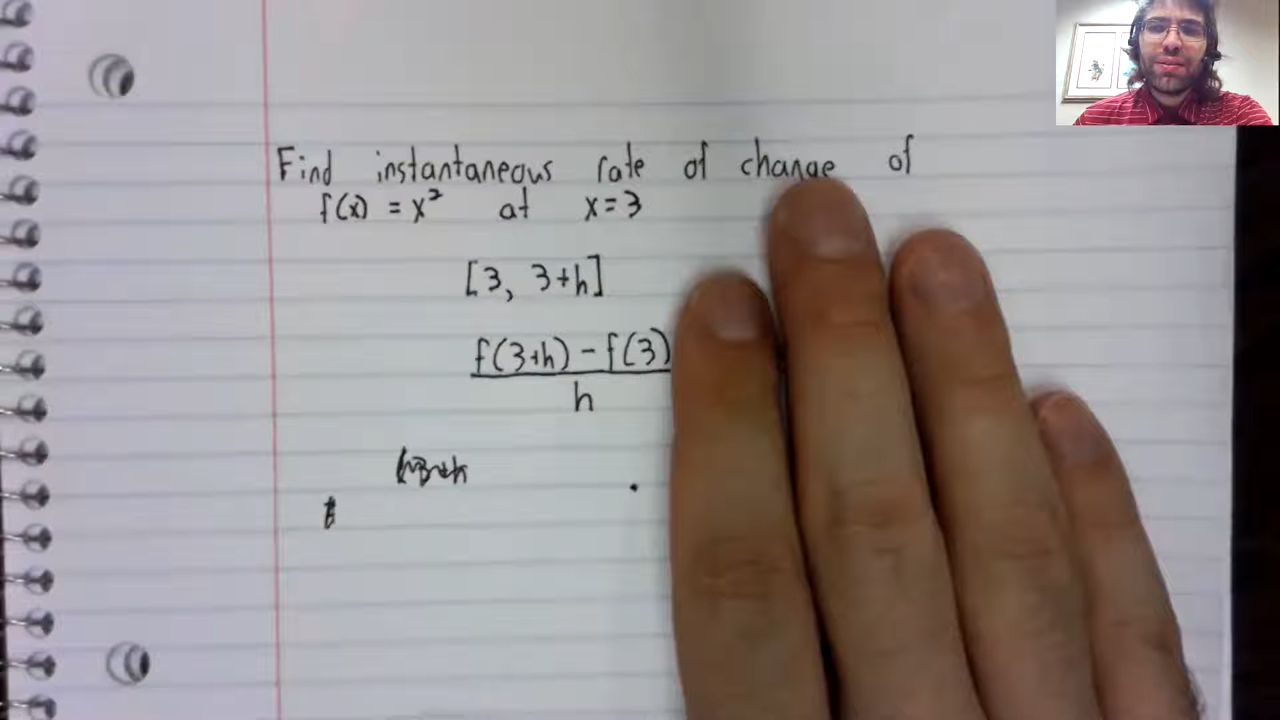 Find instantaneous rate of change of
f(x) = x² at x=3
[3, 3+h]
f(3+h) - f(3)
h